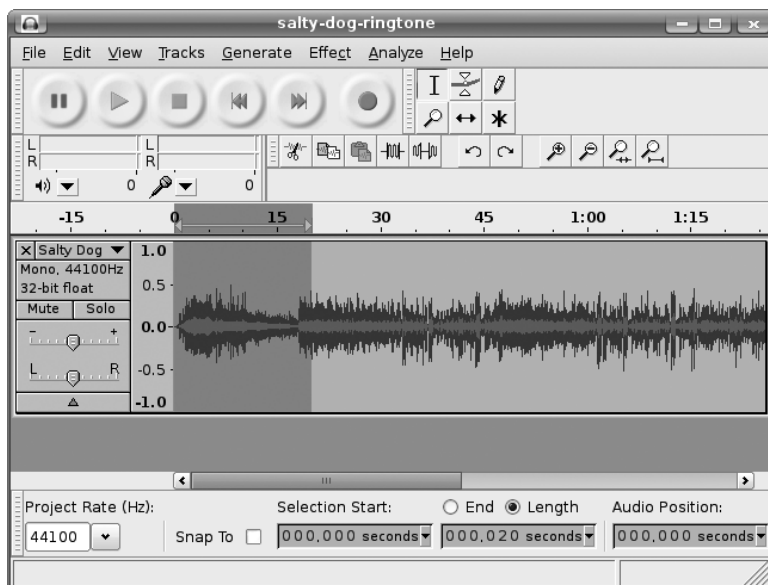 salty-dog-ringtone
File Edit View Tracks Generate Effect Analyze Help
L L
R R
0 0
-15 0 15 30 45 1:00 1:15
Salty Dog
Mono, 44100Hz
32-bit float
Mute Solo
- +
L R
1.0
0.5
0.0
-0.5
-1.0
Project Rate (Hz): Selection Start: End Length Audio Position:
44100 Snap To 000,000 seconds 000,020 seconds 000,000 seconds